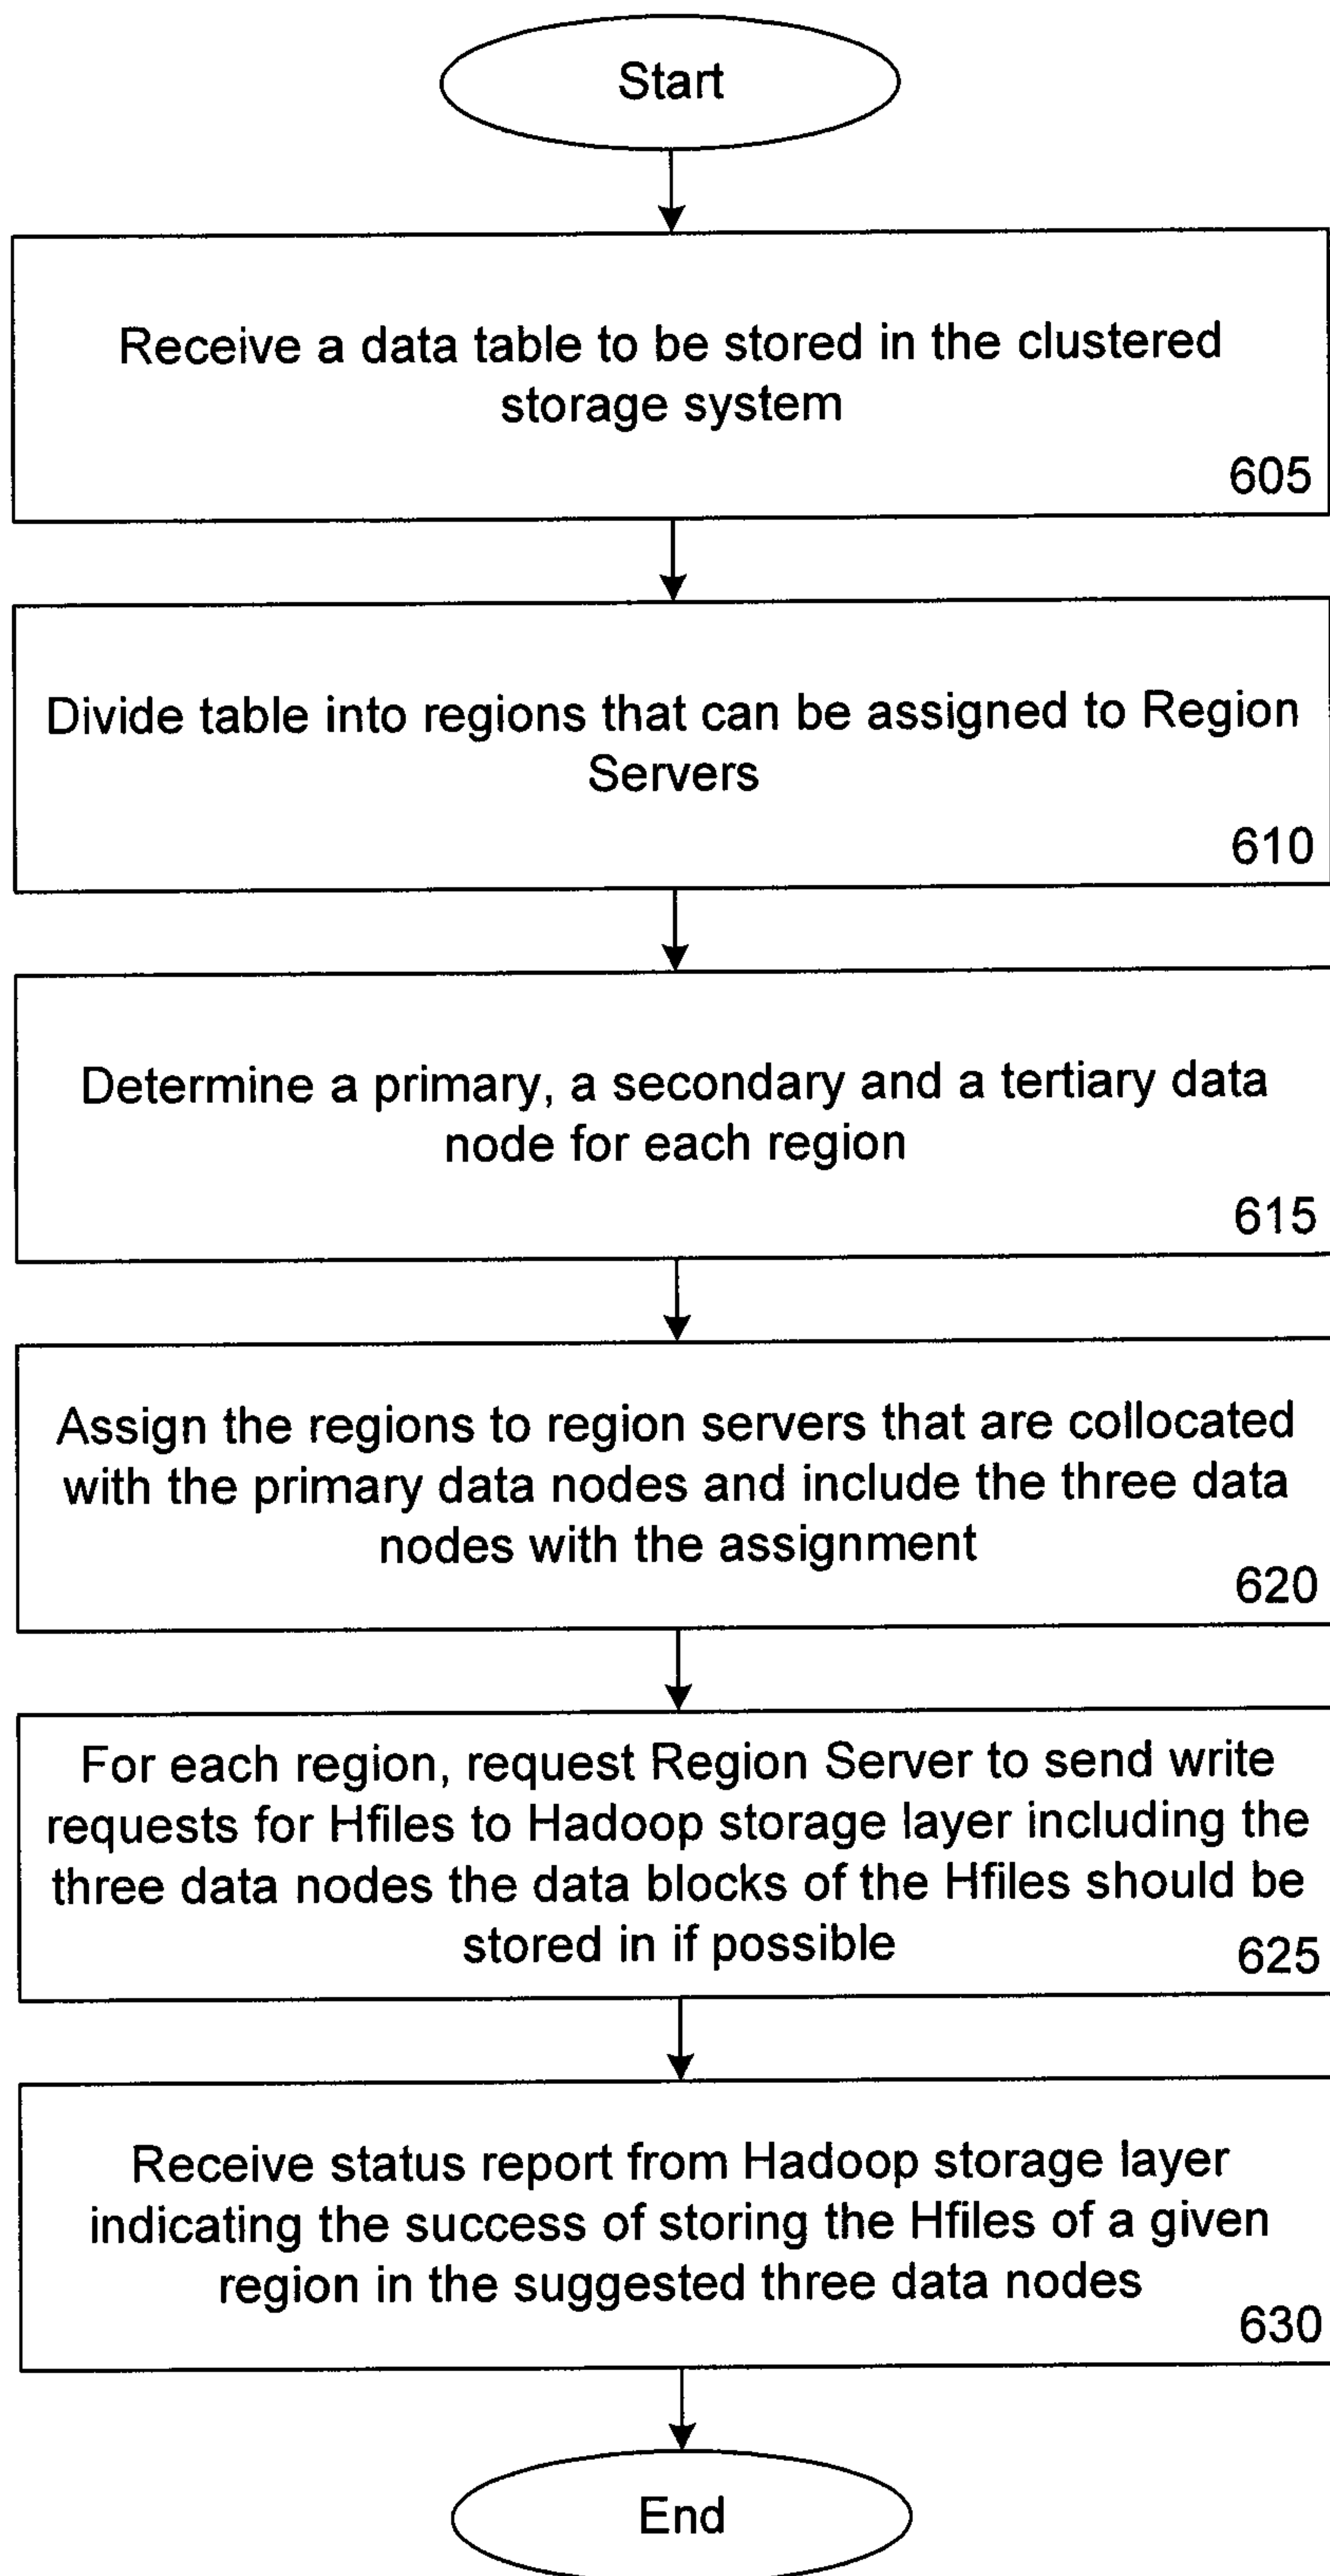 Start
Receive a data table to be stored in the clustered
storage system
605
Divide table into regions that can be assigned to Region
Servers
610
Determine a primary, a secondary and a tertiary data
node for each region
615
Assign the regions to region servers that are collocated
with the primary data nodes and include the three data
nodes with the assignment
620
For each region, request Region Server to send write
requests for Hfiles to Hadoop storage layer including the
three data nodes the data blocks of the Hfiles should be
stored in if possible
625
Receive status report from Hadoop storage layer
indicating the success of storing the Hfiles of a given
region in the suggested three data nodes
630
End